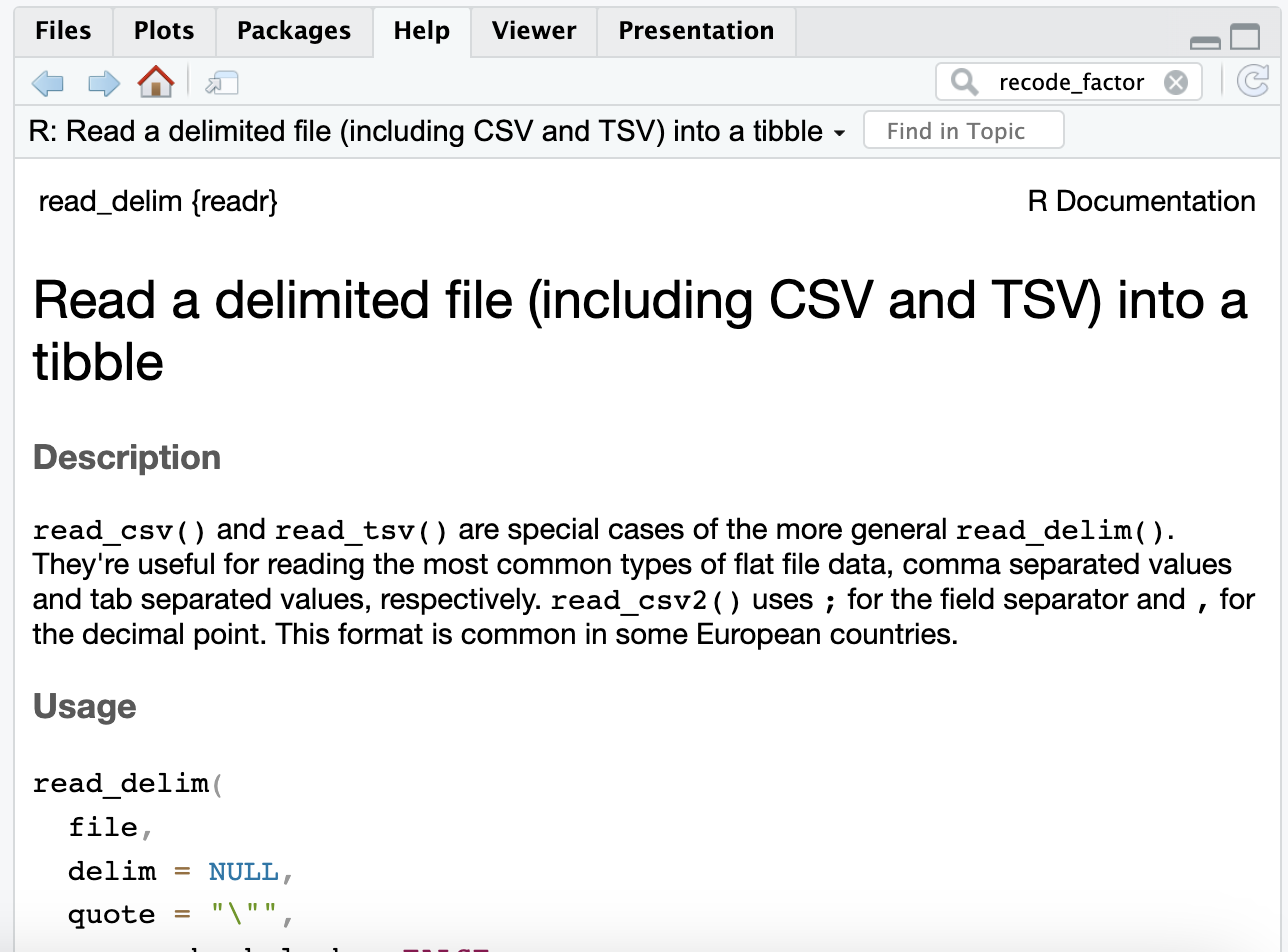 Files Plots Packages Help Viewer Presentation
recode_factor
R: Read a delimited file (including CSV and TSV) into a tibble Find in Topic
read_delim {readr} R Documentation
Read a delimited file (including CSV and TSV) into a
tibble
Description
read_csv() and read_tsv() are special cases of the more general read_delim().
They're useful for reading the most common types of flat file data, comma separated values
and tab separated values, respectively. read_csv2() uses ; for the field separator and , for
the decimal point. This format is common in some European countries.
Usage
read_delim(
file,
delim = NULL,
quote = "\"",